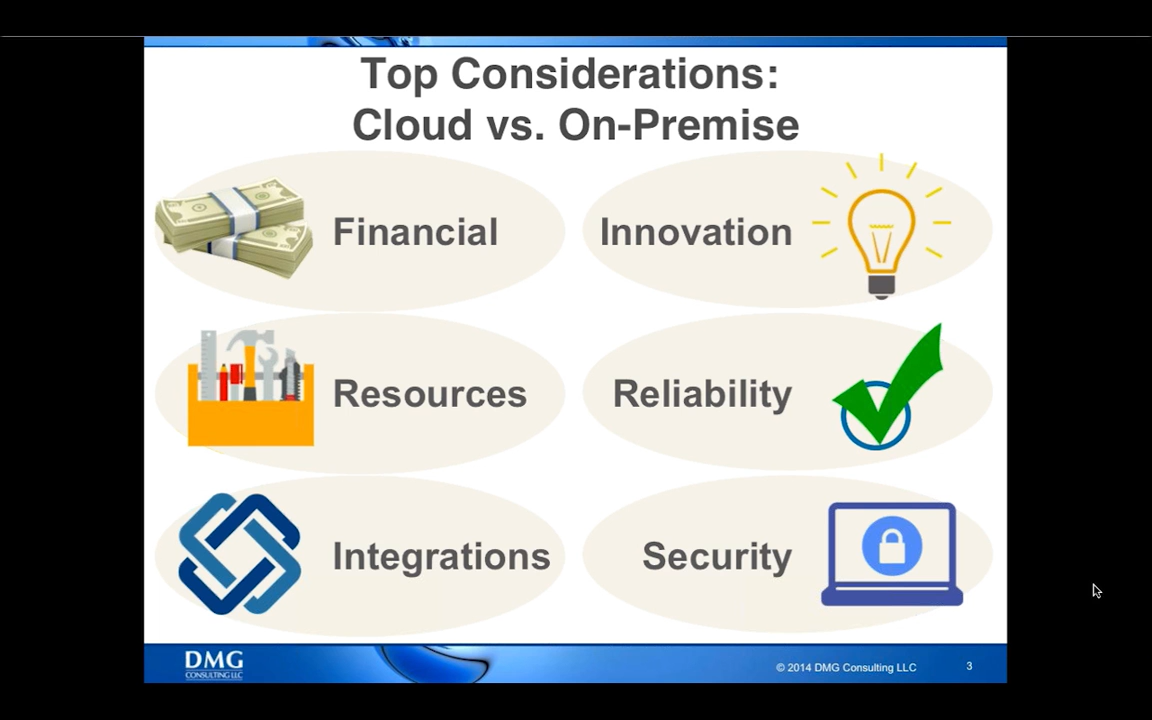 Top Considerations:
Cloud vs. On-Premise
Financial
Innovation
Resources
Reliability
Integrations
Security
DMG
CONSULTING LLC
© 2014 DMG Consulting LLC
3